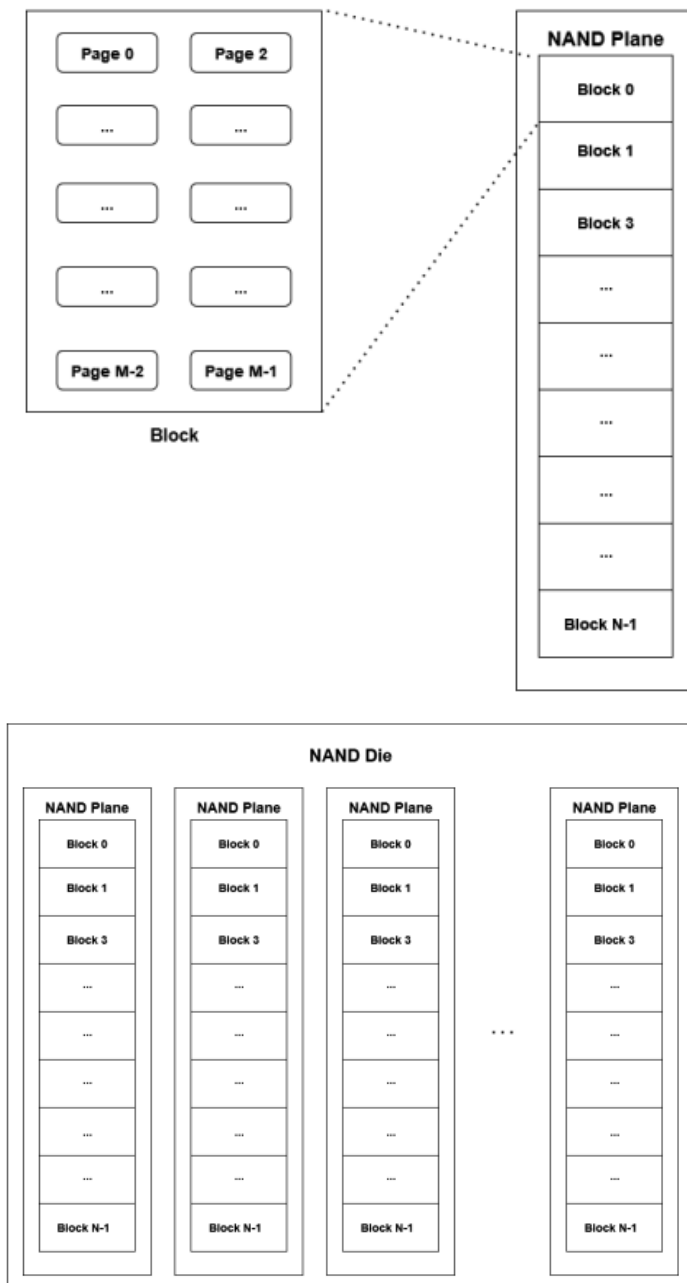 Page 0 Page 2
... ...
... ...
... ...
Page M-2 Page M-1
Block
NAND Plane
Block 0
Block 1
Block 3
...
...
...
...
...
Block N-1
NAND Die
NAND Plane NAND Plane NAND Plane NAND Plane
Block 0 Block 0 Block 0 Block 0
Block 1 Block 1 Block 1 Block 1
Block 3 Block 3 Block 3 Block 3
... ... ... ...
... ... ... ... ...
... ... ... ...
... ... ... ...
... ... ... ...
Block N-1 Block N-1 Block N-1 Block N-1